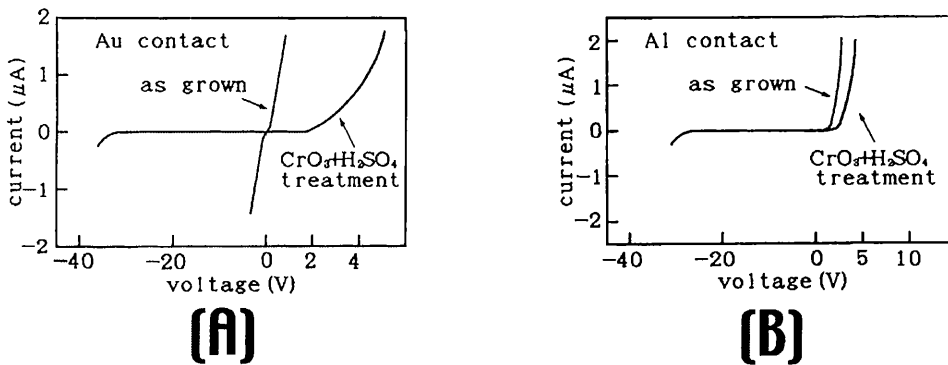 Au contact
as grown
CrO₃+H₂SO₄
treatment
current (μA)
2
1
0
-1
-2
-40
-20
0
2
4
voltage (V)
(A)
Al contact
as grown
CrO₃+H₂SO₄
treatment
current (μA)
2
1
0
-1
-2
-40
-20
0
5
10
voltage (V)
(B)